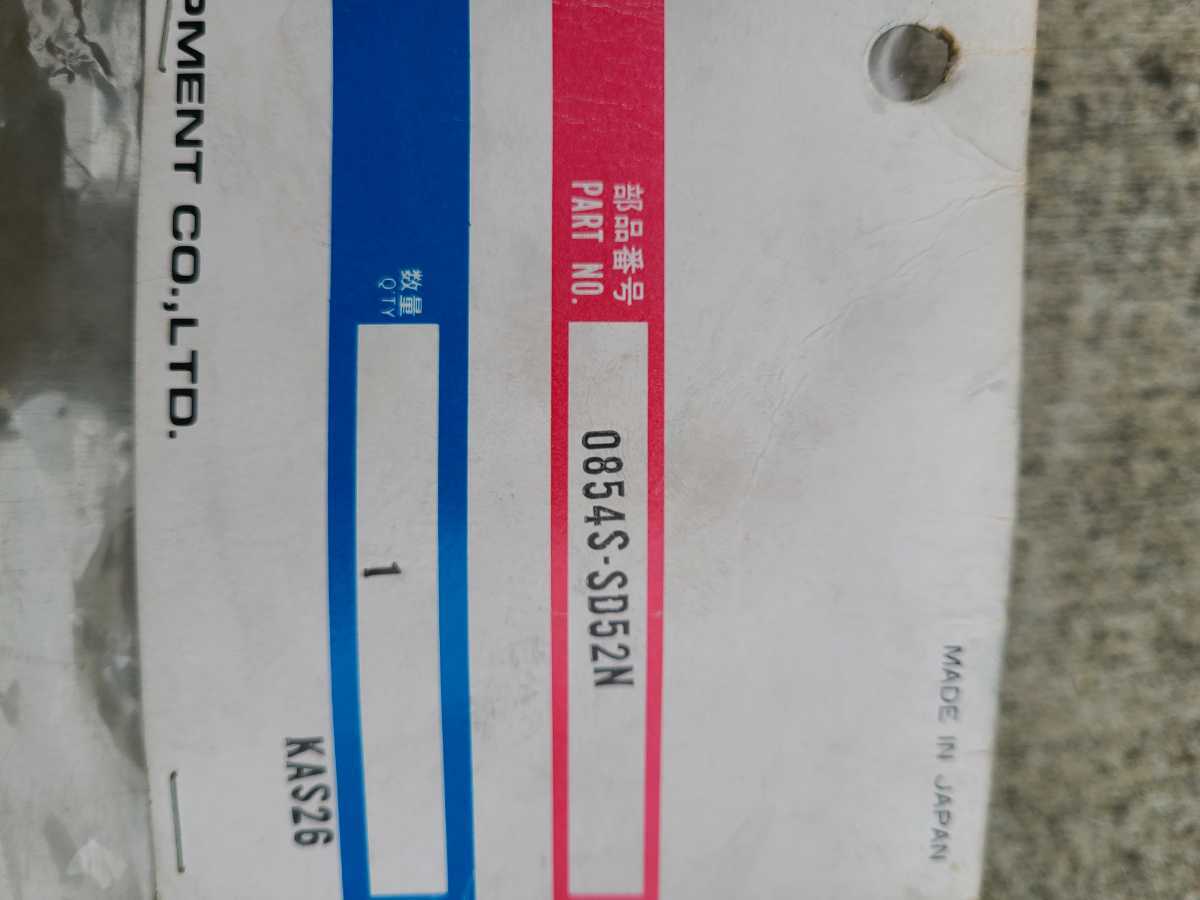 MADE IN JAPAN
部品番号
PART NO.
0854S-SD52N
数量
QTY
1
KAS26
PMENT CO.,LTD.